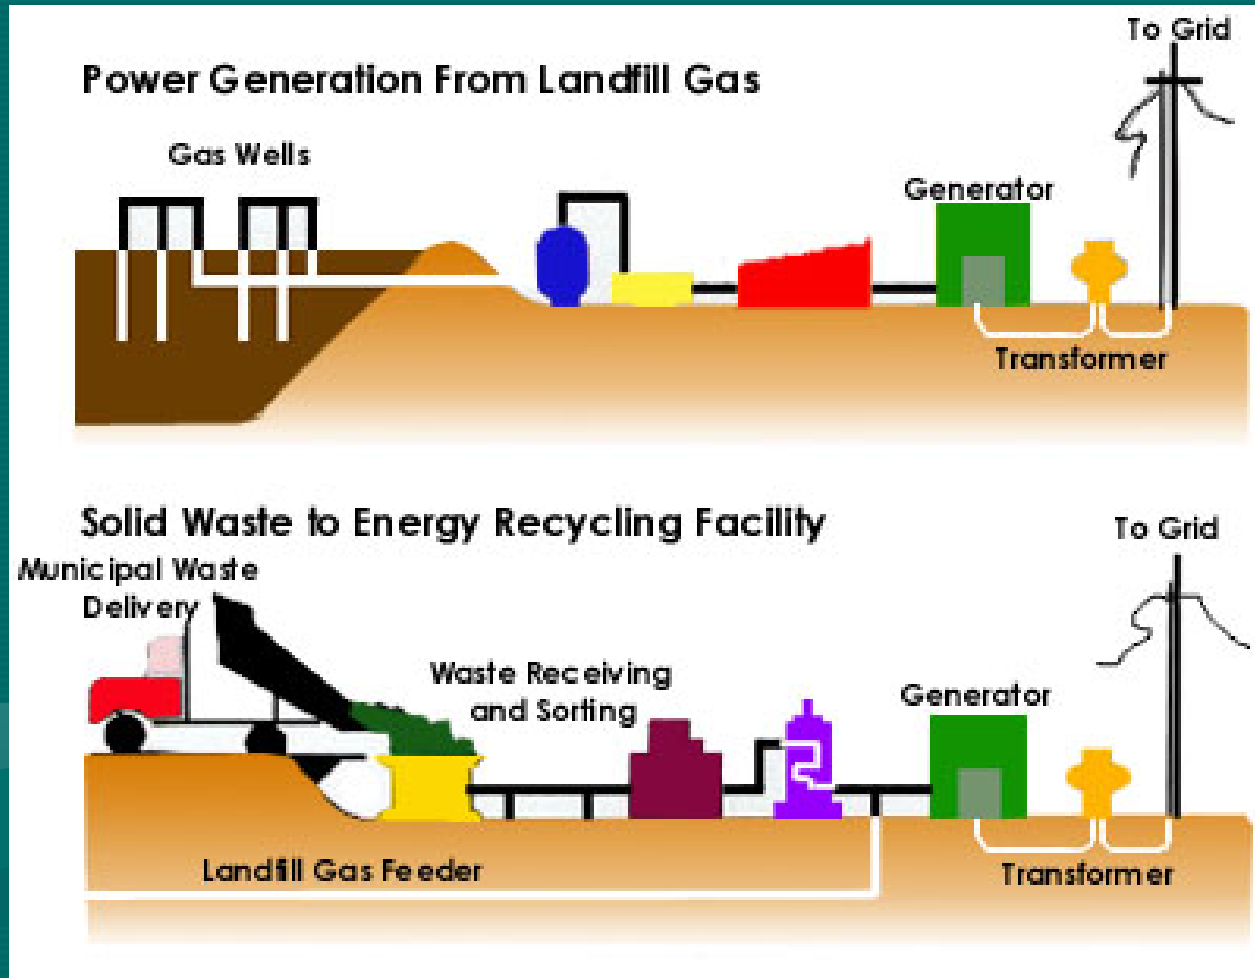 To Grid
Power Generation From Landfill Gas
Gas Wells
Generator
Transformer
Solid Waste to Energy Recycling Facility
To Grid
Municipal Waste
Delivery
Waste Receiving
and Sorting
Generator
Landfill Gas Feeder
Transformer